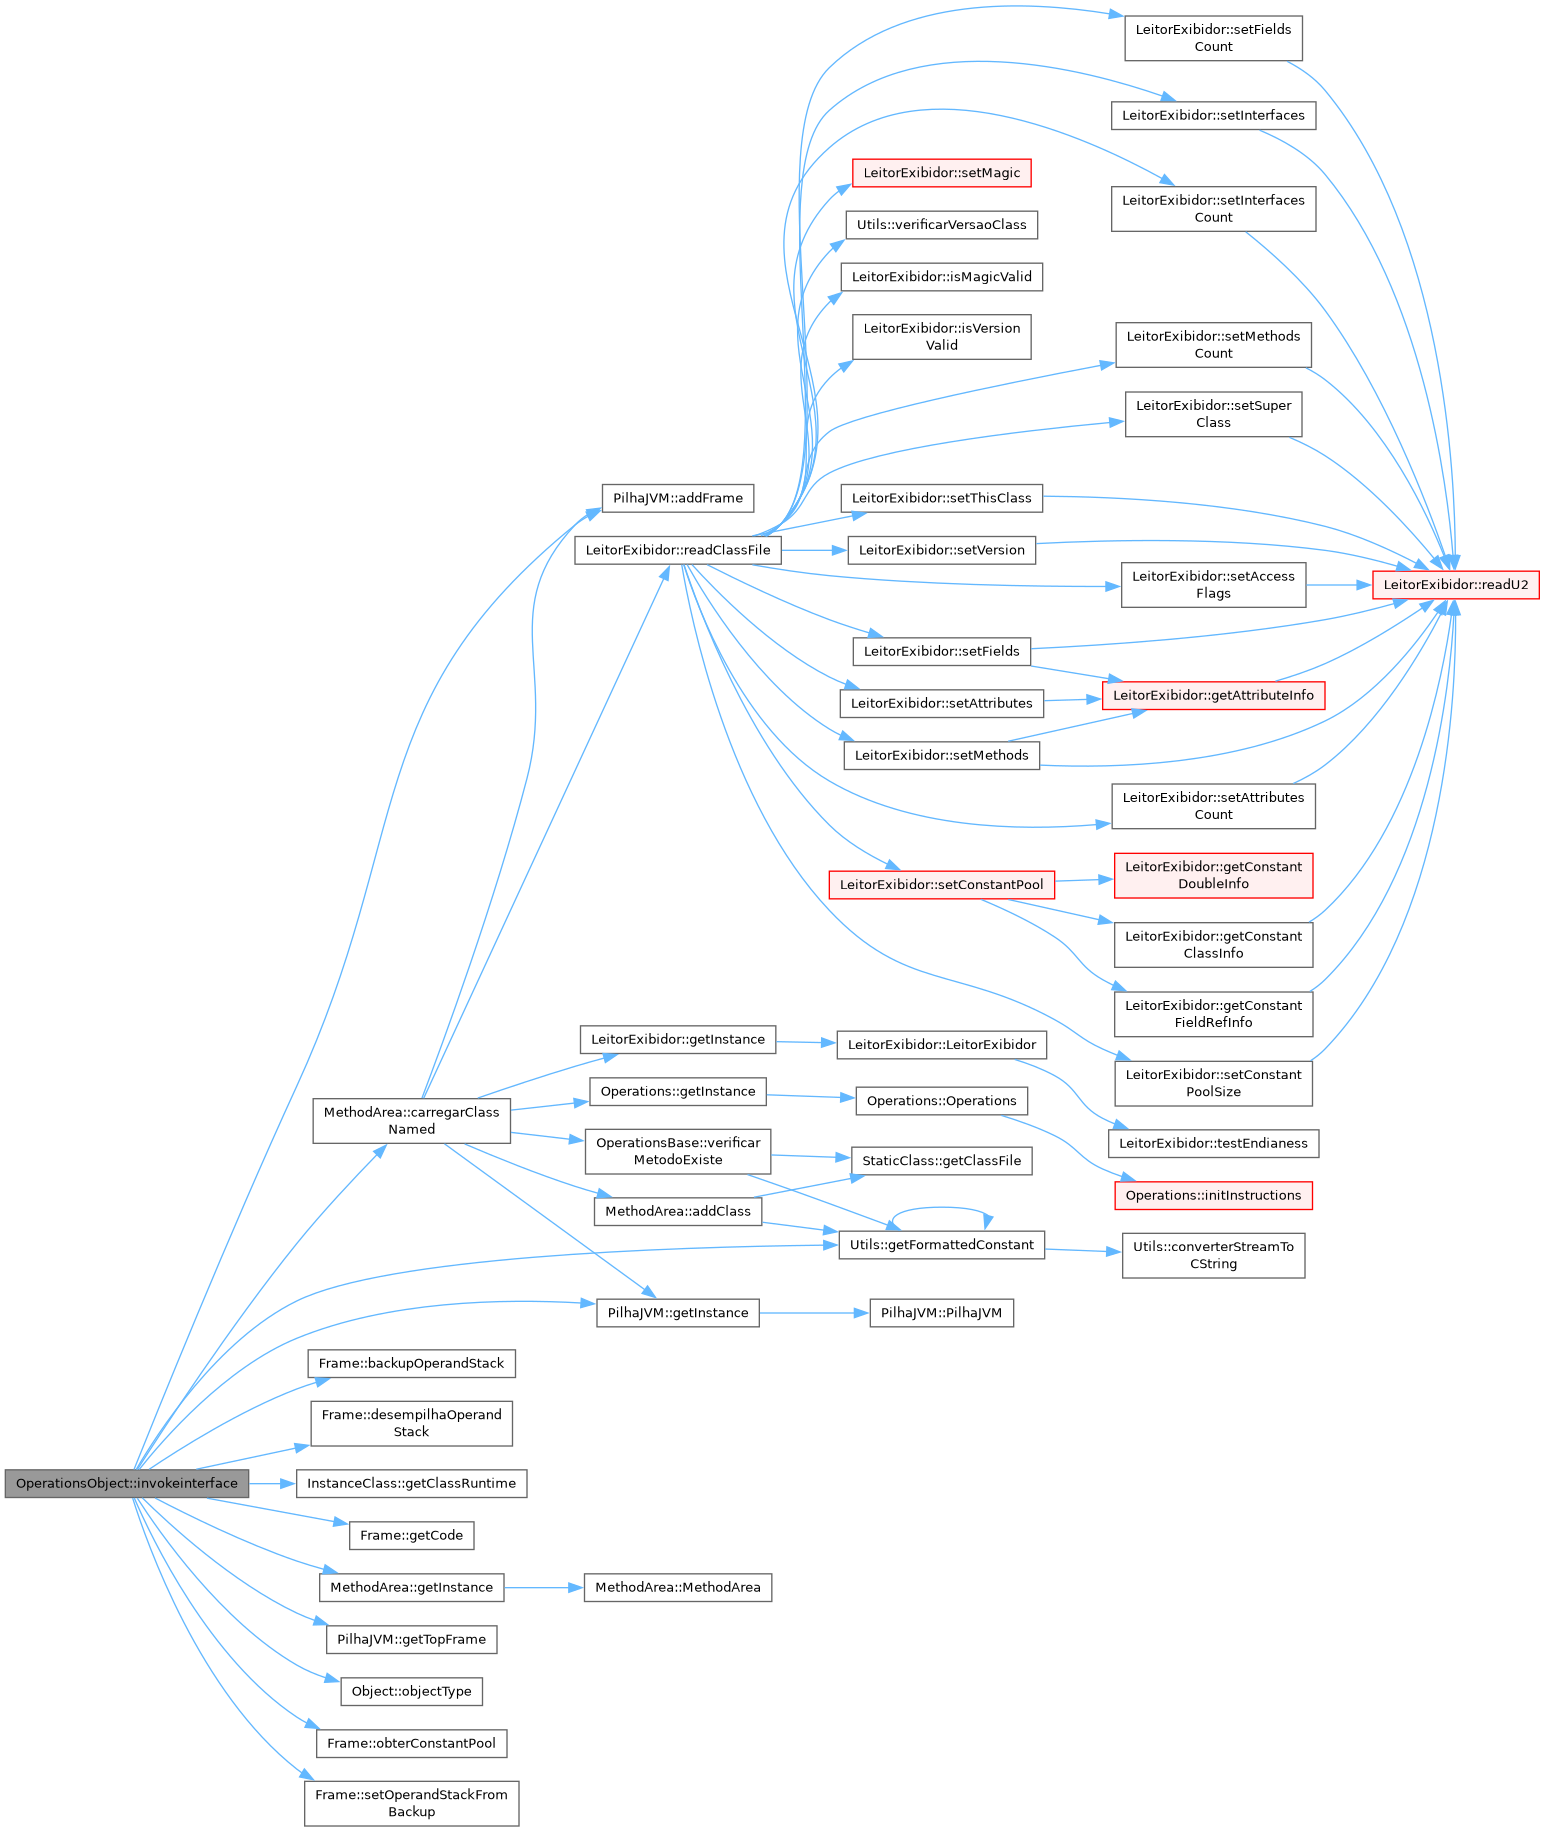 LeitorExibidor::setFields
Count
LeitorExibidor::setInterfaces
LeitorExibidor::setMagic
LeitorExibidor::setInterfaces
Count
Utils::verificarVersaoClass
LeitorExibidor::isMagicValid
LeitorExibidor::isVersion
Valid
LeitorExibidor::setMethods
Count
LeitorExibidor::setSuper
Class
PilhaJVM::addFrame
LeitorExibidor::setThisClass
LeitorExibidor::readClassFile
LeitorExibidor::setVersion
LeitorExibidor::setAccess
Flags
LeitorExibidor::readU2
LeitorExibidor::setFields
LeitorExibidor::getAttributeInfo
LeitorExibidor::setAttributes
LeitorExibidor::setMethods
LeitorExibidor::setAttributes
Count
LeitorExibidor::setConstantPool
LeitorExibidor::getConstant
DoubleInfo
LeitorExibidor::getConstant
ClassInfo
LeitorExibidor::getConstant
FieldRefInfo
LeitorExibidor::getInstance
LeitorExibidor::LeitorExibidor
LeitorExibidor::setConstant
PoolSize
MethodArea::carregarClass
Named
Operations::getInstance
Operations::Operations
OperationsBase::verificar
MetodoExiste
LeitorExibidor::testEndianess
StaticClass::getClassFile
Operations::initInstructions
MethodArea::addClass
Utils::getFormattedConstant
Utils::converterStreamTo
CString
PilhaJVM::getInstance
PilhaJVM::PilhaJVM
Frame::backupOperandStack
Frame::desempilhaOperand
Stack
OperationsObject::invokeinterface
InstanceClass::getClassRuntime
Frame::getCode
MethodArea::getInstance
MethodArea::MethodArea
PilhaJVM::getTopFrame
Object::objectType
Frame::obterConstantPool
Frame::setOperandStackFrom
Backup